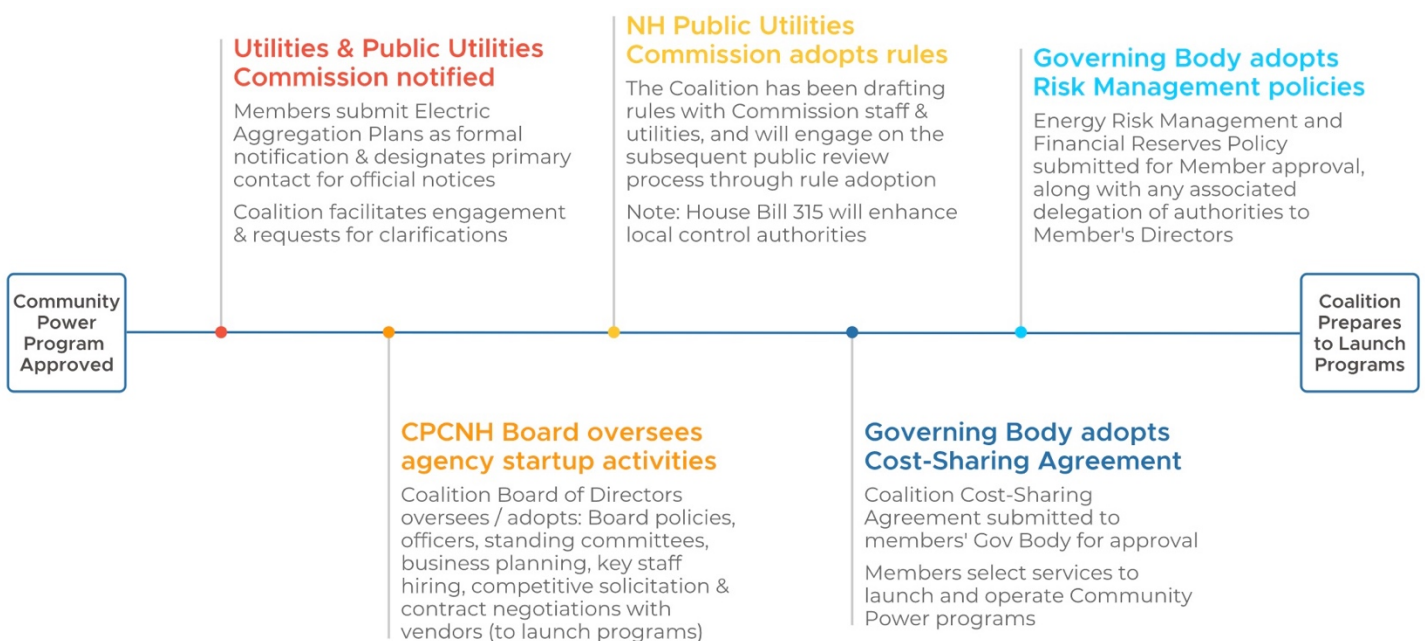 Community
Power
Program
Approved
Utilities & Public Utilities
Commission notified
Members submit Electric
Aggregation Plans as formal
notification & designates primary
contact for official notices
Coalition facilitates engagement
& requests for clarifications
CPCNH Board oversees
agency startup activities
Coalition Board of Directors
oversees / adopts: Board policies,
officers, standing committees,
business planning, key staff
hiring, competitive solicitation &
contract negotiations with
vendors (to launch programs)
NH Public Utilities
Commission adopts rules
The Coalition has been drafting
rules with Commission staff &
utilities, and will engage on the
subsequent public review
process through rule adoption
Note: House Bill 315 will enhance
local control authorities
Governing Body adopts
Cost-Sharing Agreement
Coalition Cost-Sharing
Agreement submitted to
members' Gov Body for approval
Members select services to
launch and operate Community
Power programs
Governing Body adopts
Risk Management policies
Energy Risk Management and
Financial Reserves Policy
submitted for Member approval,
along with any associated
delegation of authorities to
Member's Directors
Coalition
Prepares
to Launch
Programs